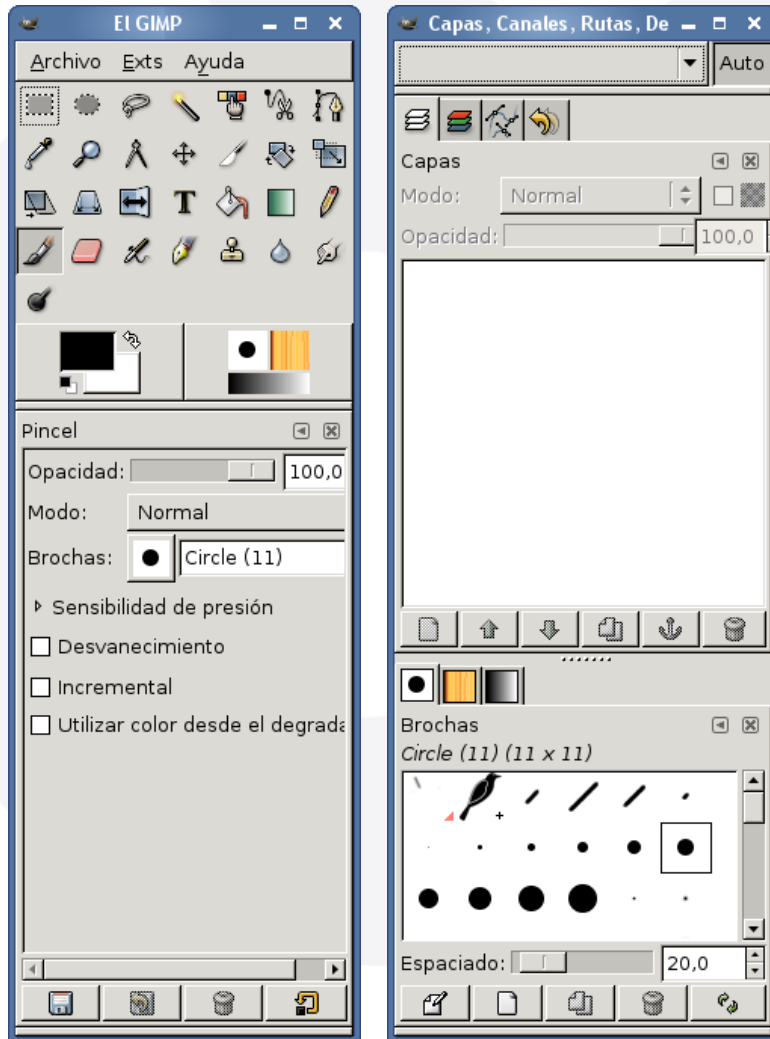 El GIMP
Archivo Exts Ayuda
Pincel
Opacidad: 100,0
Modo: Normal
Brochas: Circle (11)
Sensibilidad de presión
Desvanecimiento
Incremental
Utilizar color desde el degrada
Capas, Canales, Rutas, De
Auto
Capas
Modo: Normal
Opacidad: 100,0
Brochas
Circle (11) (11 x 11)
Espaciado: 20,0